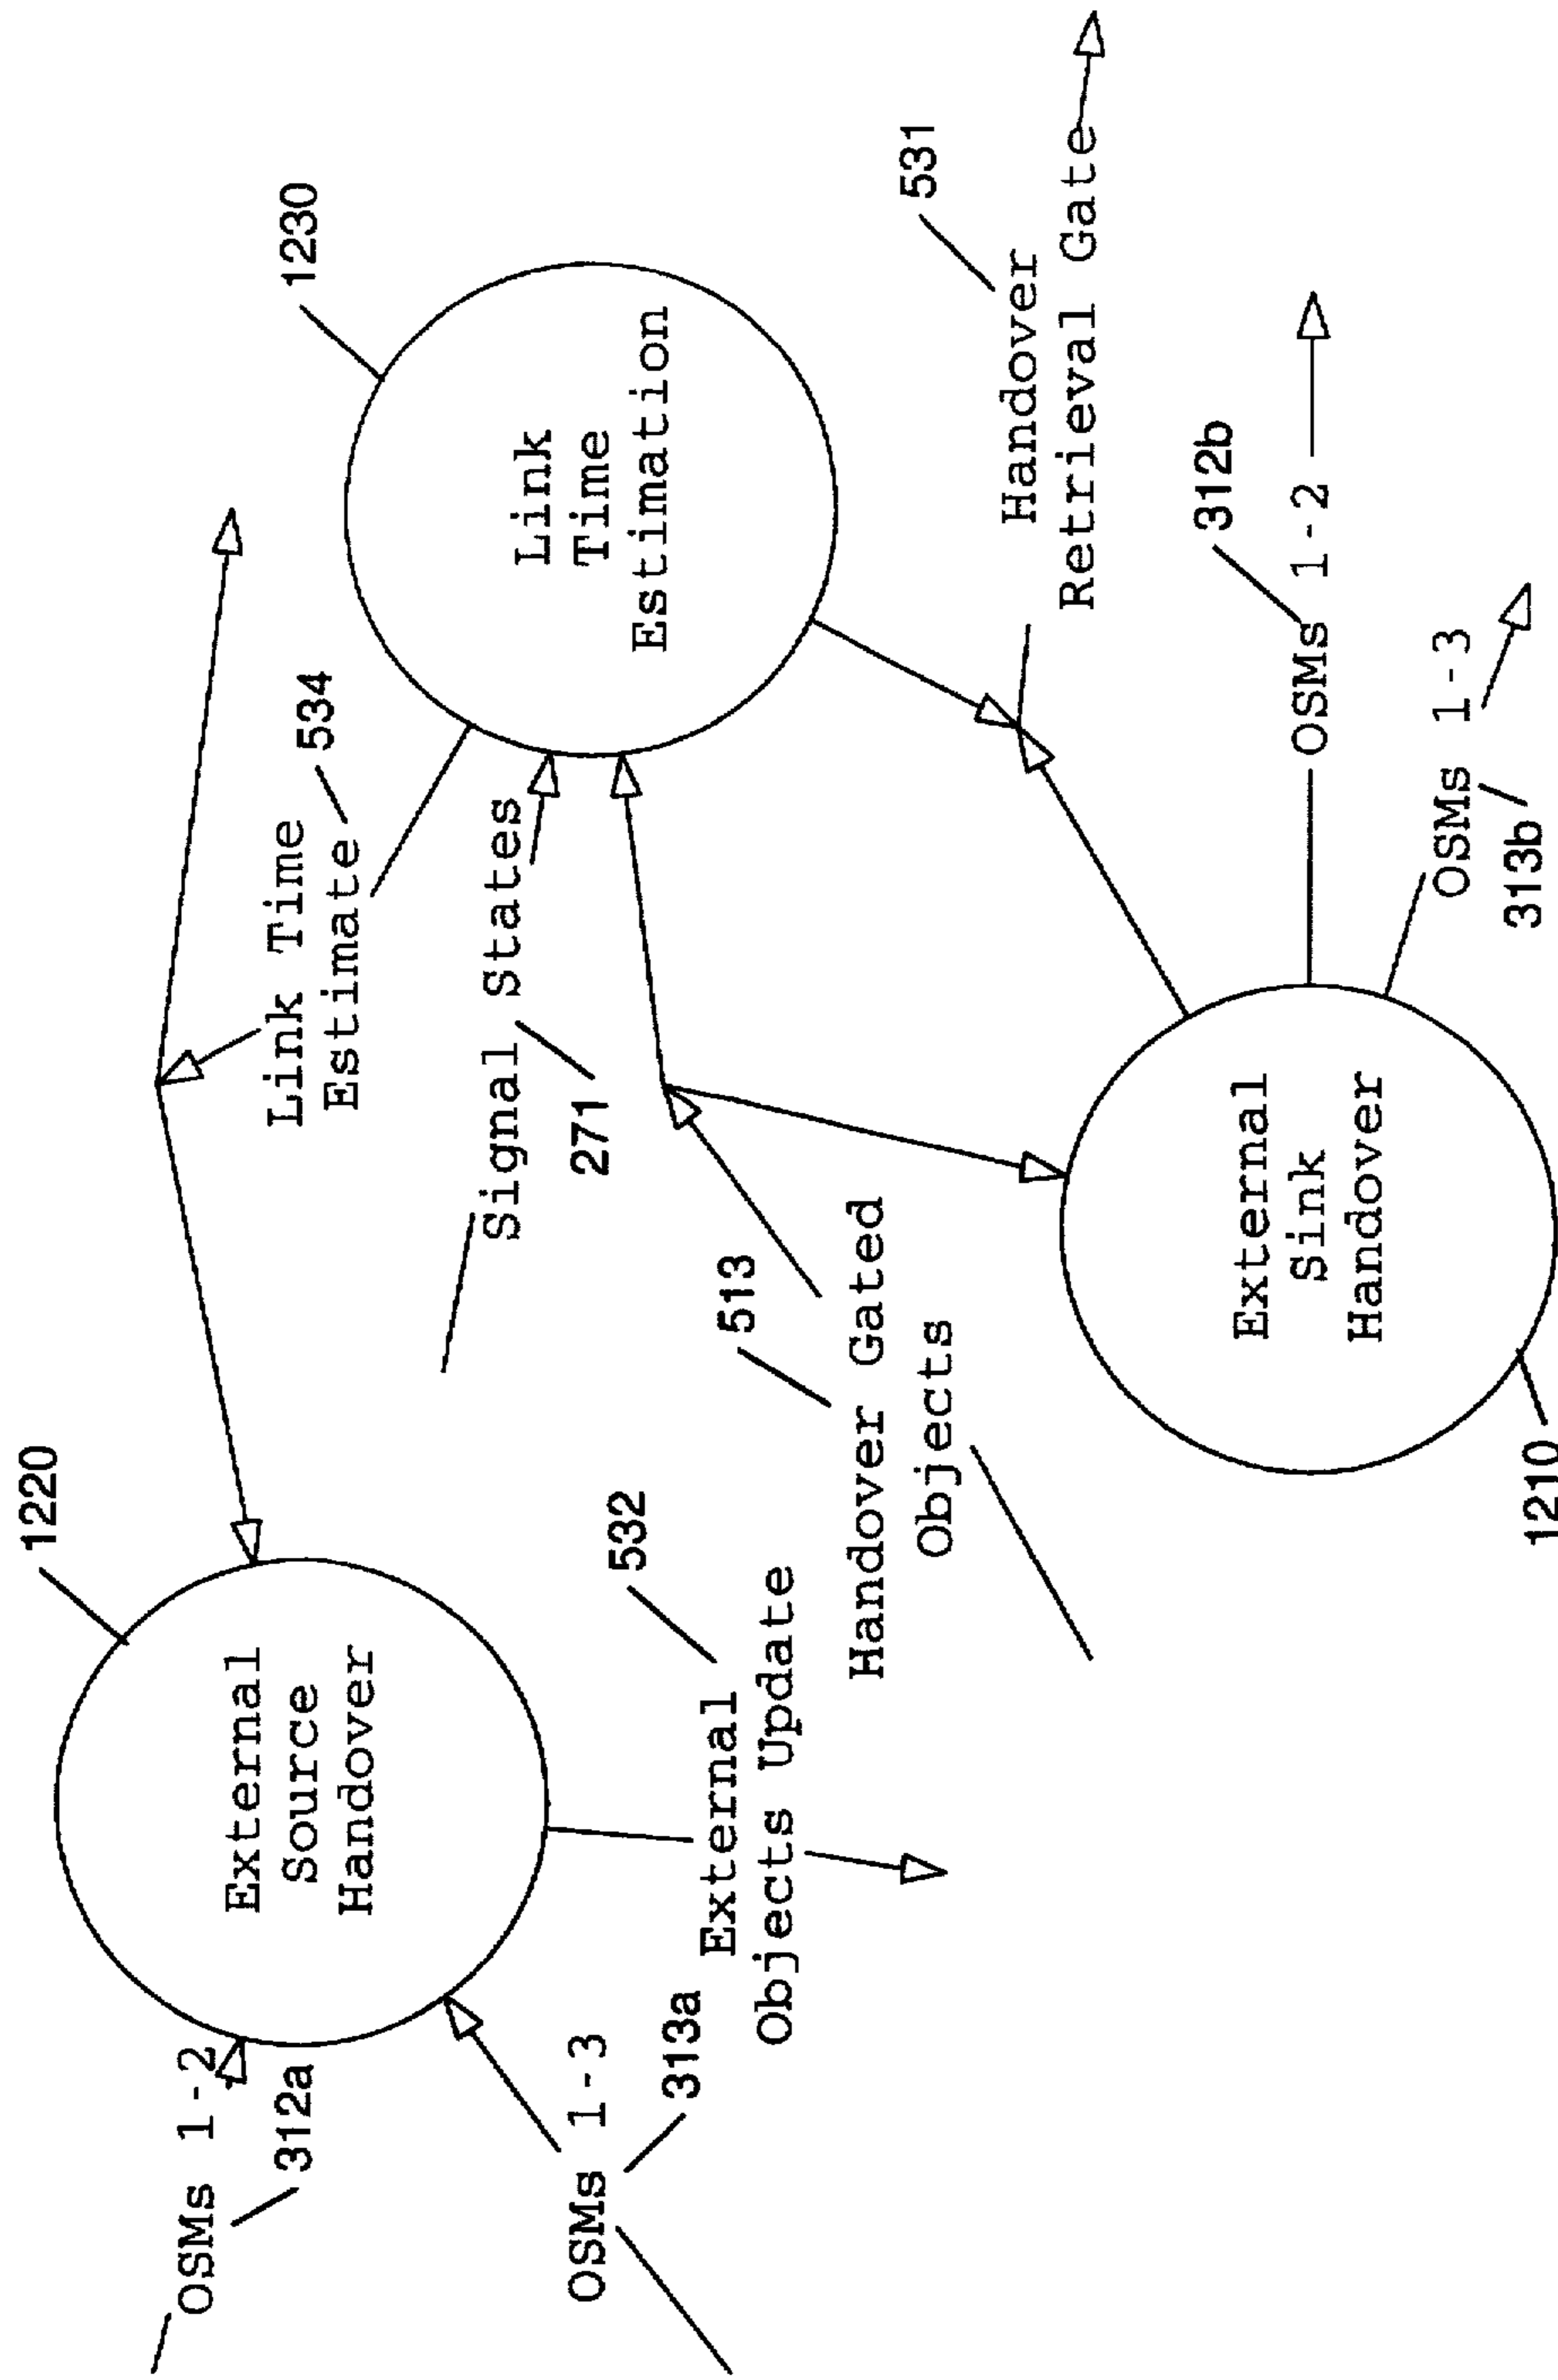 OSMs 1-2
312a
OSMs 1-3
313a
External
Source
Handover
1220
External
Objects Update
532
Link Time
Estimate
534
Signal States
271
Handover Gated
Objects
513
Link
Time
Estimation
1230
External
Sink
Handover
1210
Handover
Retrieval Gate
531
OSMs 1-2
312b
OSMs 1-3
313b